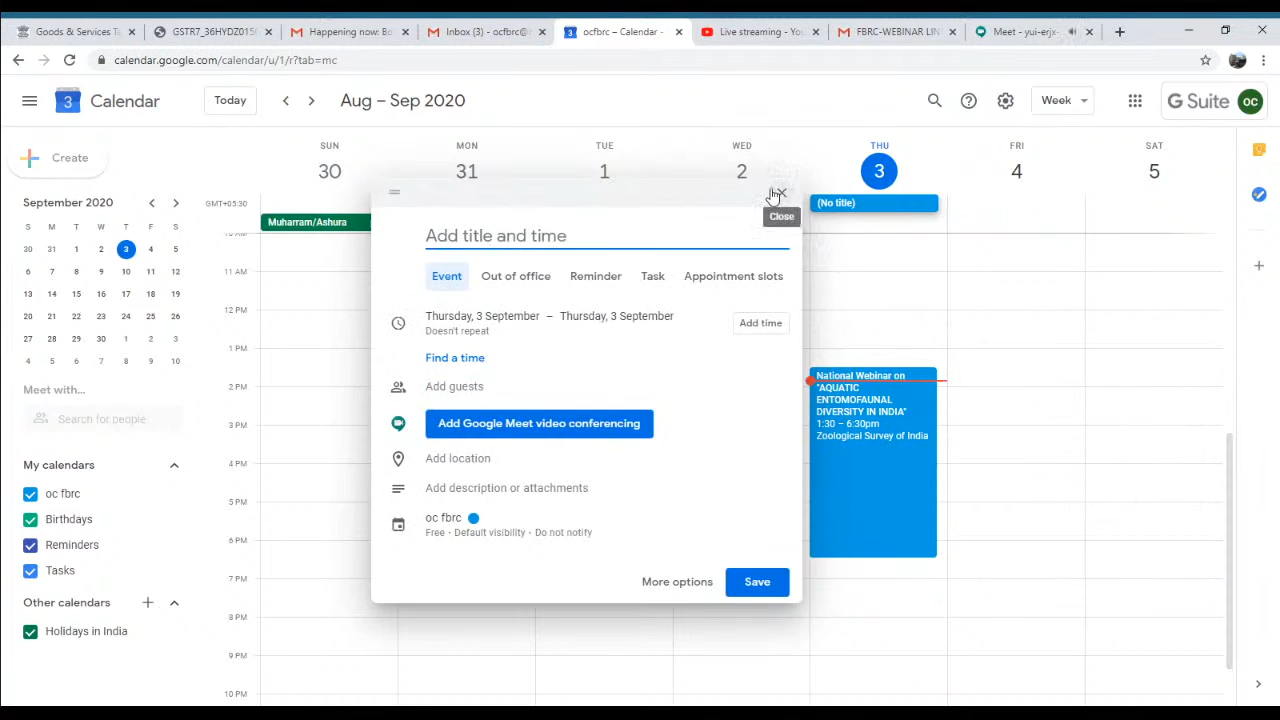 Goods & Services Ta
GSTR7_36HYDZ015
Happening now: Bo
Inbox (3) - ocfbrc@
ocfbrc – Calendar -
Live streaming - You
FBRC-WEBINAR LIN
Meet - yui-erjx-
calendar.google.com/calendar/u/1/r?tab=mc
3
Calendar
Today
Aug – Sep 2020
Week
G Suite
OC
Create
SUN
MON
TUE
WED
THU
FRI
SAT
30
31
1
2
3
4
5
September 2020
S M T W T F S
30 31 1 2 3 4 5
6 7 8 9 10 11 12
13 14 15 16 17 18 19
20 21 22 23 24 25 26
27 28 29 30 1 2 3
4 5 6 7 8 9 10
Meet with...
Search for people
My calendars
oc fbrc
Birthdays
Reminders
Tasks
Other calendars
Holidays in India
GMT+05:30
Muharram/Ashura
(No title)
10 AM
11 AM
12 PM
1 PM
2 PM
3 PM
4 PM
5 PM
6 PM
7 PM
8 PM
9 PM
10 PM
Close
Add title and time
Event
Out of office
Reminder
Task
Appointment slots
Thursday, 3 September – Thursday, 3 September
Doesn't repeat
Add time
Find a time
Add guests
Add Google Meet video conferencing
Add location
Add description or attachments
oc fbrc
Free · Default visibility · Do not notify
More options
Save
National Webinar on
"AQUATIC
ENTOMOFAUNAL
DIVERSITY IN INDIA"
1:30 – 6:30pm
Zoological Survey of India